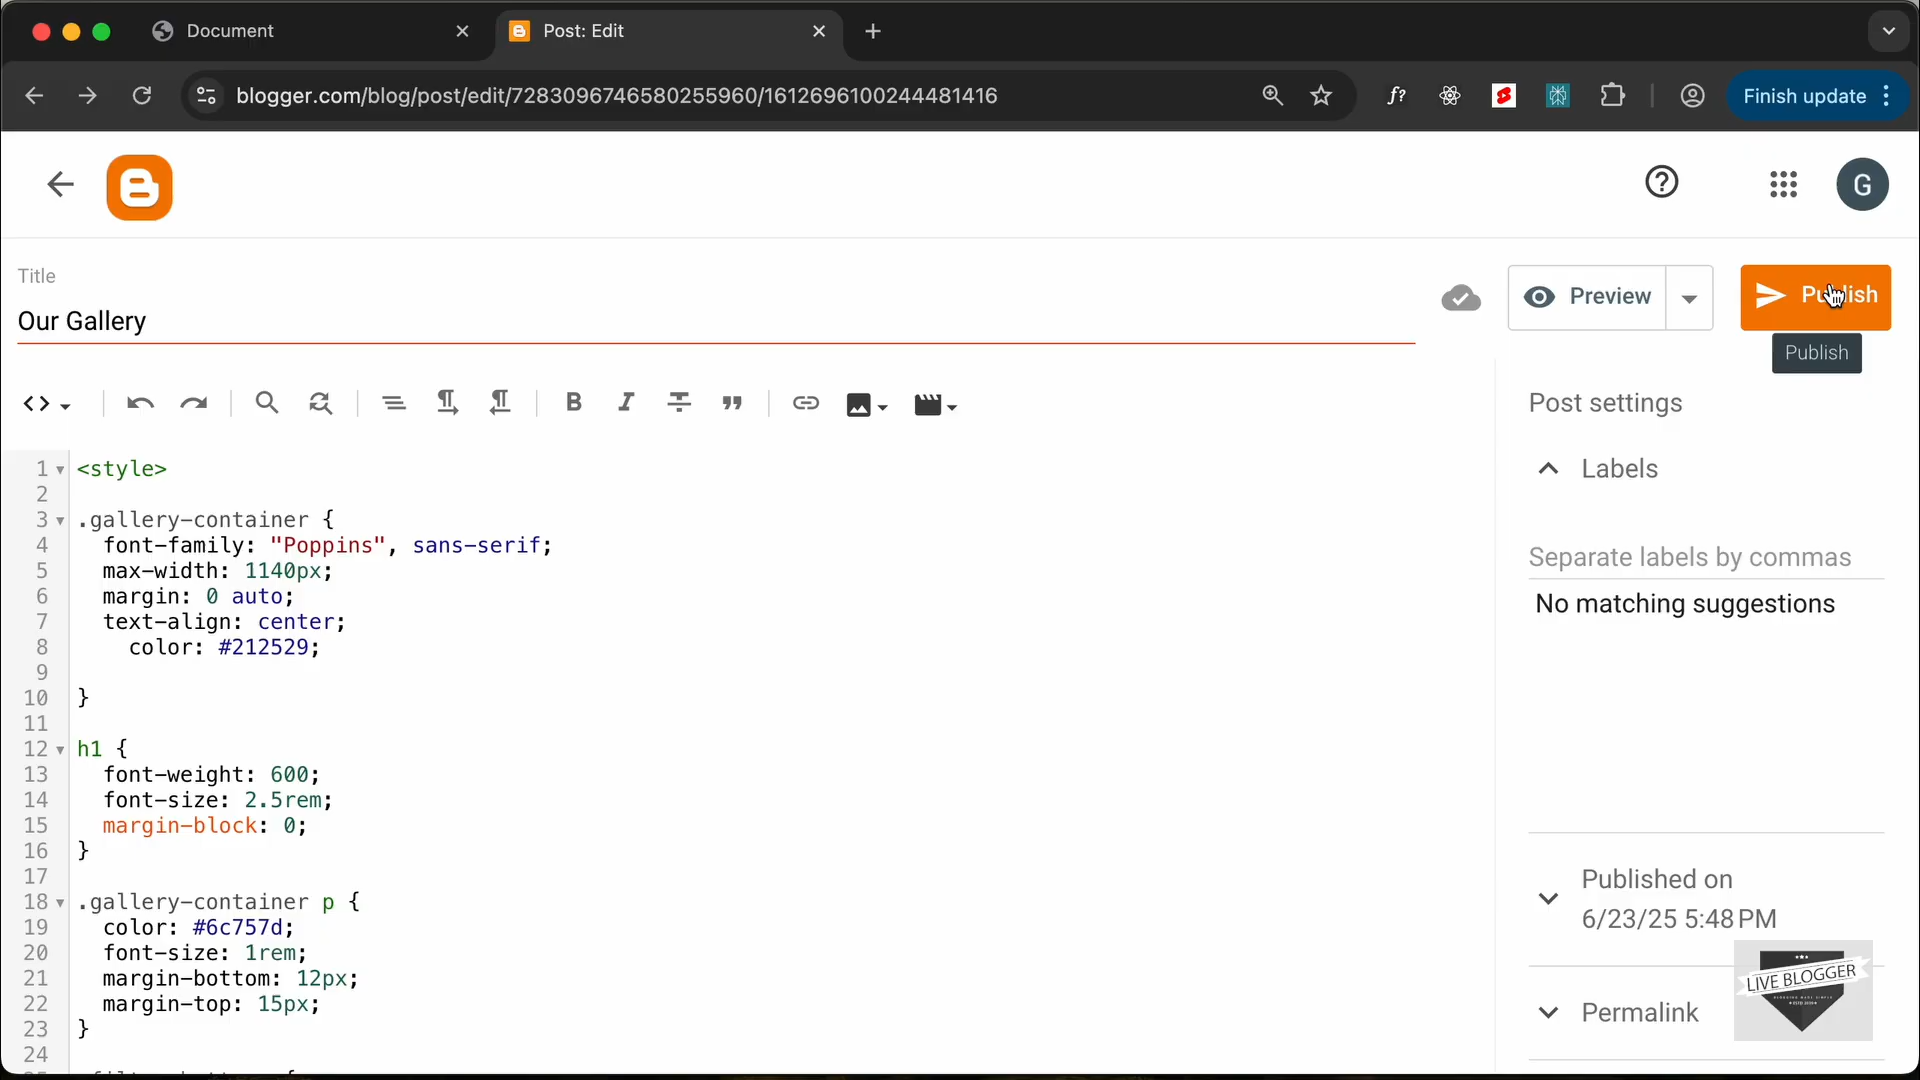 Document
Post: Edit
blogger.com/blog/post/edit/7283096746580255960/1612696100244481416
f?
Finish update
G
Title
Our Gallery
Preview
Publish
Publish
Post settings
Labels
Separate labels by commas
No matching suggestions
Published on
6/23/25 5:48 PM
Permalink
LIVE BLOGGER
1 <style>
2
3 .gallery-container {
4 font-family: "Poppins", sans-serif;
5 max-width: 1140px;
6 margin: 0 auto;
7 text-align: center;
8 color: #212529;
9
10 }
11
12 h1 {
13 font-weight: 600;
14 font-size: 2.5rem;
15 margin-block: 0;
16 }
17
18 .gallery-container p {
19 color: #6c757d;
20 font-size: 1rem;
21 margin-bottom: 12px;
22 margin-top: 15px;
23 }
24